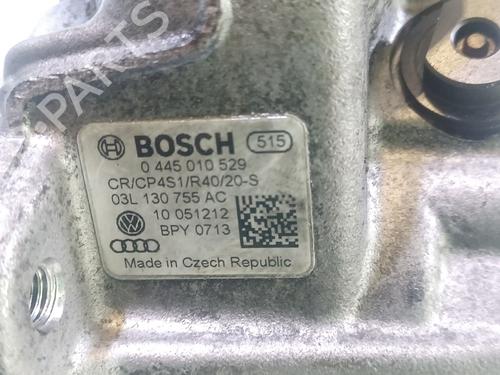 PARTS
BOSCH 515
0 445 010 529
CR/CP4S1/R40/20-S
03L 130 755 AC
10 051212
BPY 0713
Made in Czech Republic